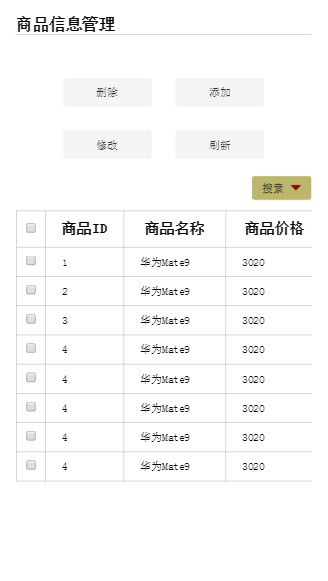 商品信息管理
删除 添加
修改 刷新
搜素
商品ID 商品名称 商品价格
1 华为Mate9 3020
2 华为Mate9 3020
3 华为Mate9 3020
4 华为Mate9 3020
4 华为Mate9 3020
4 华为Mate9 3020
4 华为Mate9 3020
4 华为Mate9 3020